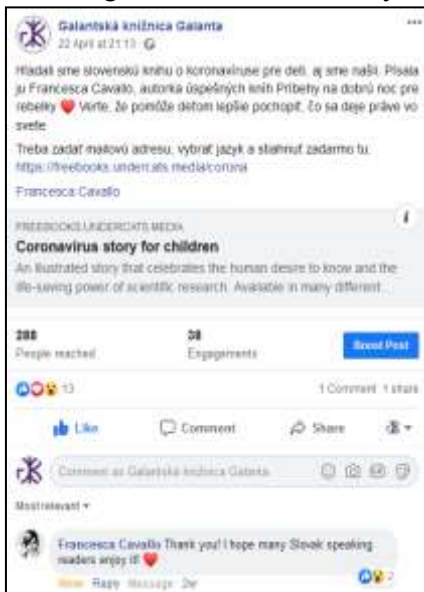 Galantská knižnica Galanta
22 April at 21:13
Hľadali sme slovenskú knihu o koronavíruse pre deti, aj sme našli. Písala
ju Francesca Cavallo, autorka úspešných kníh Príbehy na dobrú noc pre
rebelky ❤️ Verte, že pomôže deťom lepšie pochopiť, čo sa deje práve vo
svete.
Treba zadať mailovú adresu, vybrať jazyk a stiahnuť zadarmo tu:
https://freebooks.undercats.media/corona
Francesca Cavallo
FREEBOOKS.UNDERCATS.MEDIA
Coronavirus story for children
An illustrated story that celebrates the human desire to know and the
life-saving power of scientific research. Available in many different...
288 38
People reached Engagements Boost Post
13 1 Comment 1 share
Like Comment Share
Comment as Galantská knižnica Galanta
Most relevant
Francesca Cavallo Thank you! I hope many Slovak speaking
readers enjoy it! ❤️
Reply Message 2w 2